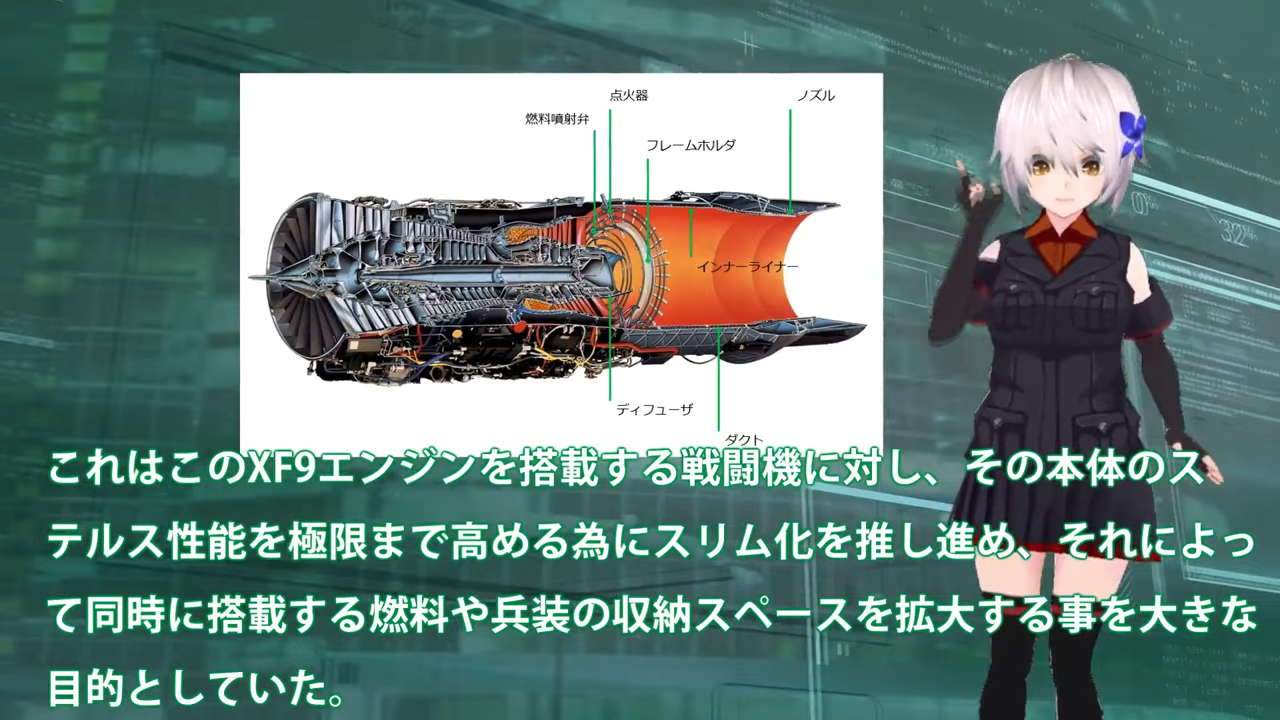 点火器
ノズル
燃料噴射弁
フレームホルダ
インナーライナー
ディフューザ
ダクト
これはこのXF9エンジンを搭載する戦闘機に対し、その本体のス
テルス性能を極限まで高める為にスリム化を推し進め、それによっ
て同時に搭載する燃料や兵装の収納スペースを拡大する事を大きな
目的としていた。
32